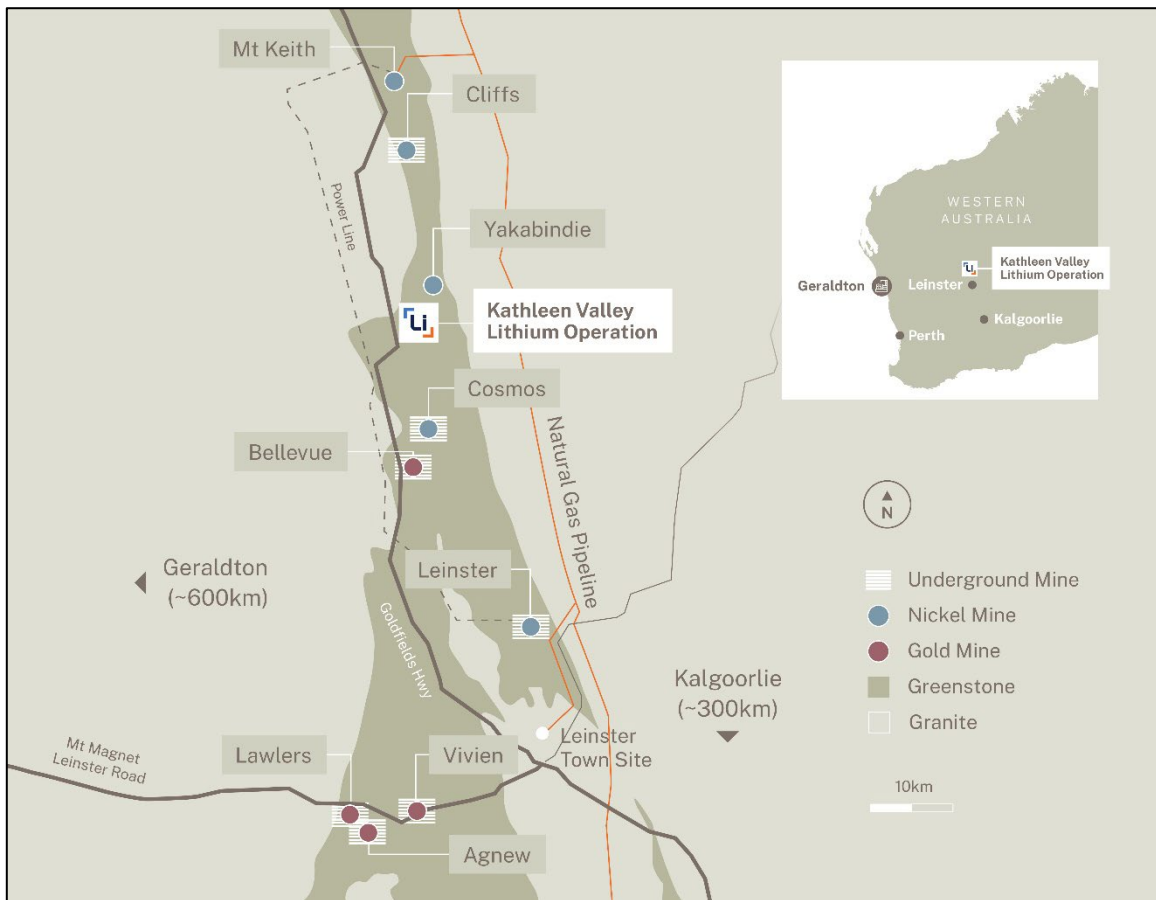 Mt Keith
Cliffs
Power Line
Yakabindie
Li
Kathleen Valley
Lithium Operation
Cosmos
Bellevue
Natural Gas Pipeline
Geraldton
(~600km)
Leinster
Goldfields Hwy
Kalgoorlie
(~300km)
Leinster
Town Site
Mt Magnet
Leinster Road
Lawlers
Vivien
Agnew
WESTERN
AUSTRALIA
Li
Kathleen Valley
Lithium Operation
Geraldton
Leinster
Kalgoorlie
Perth
N
Underground Mine
Nickel Mine
Gold Mine
Greenstone
Granite
10km